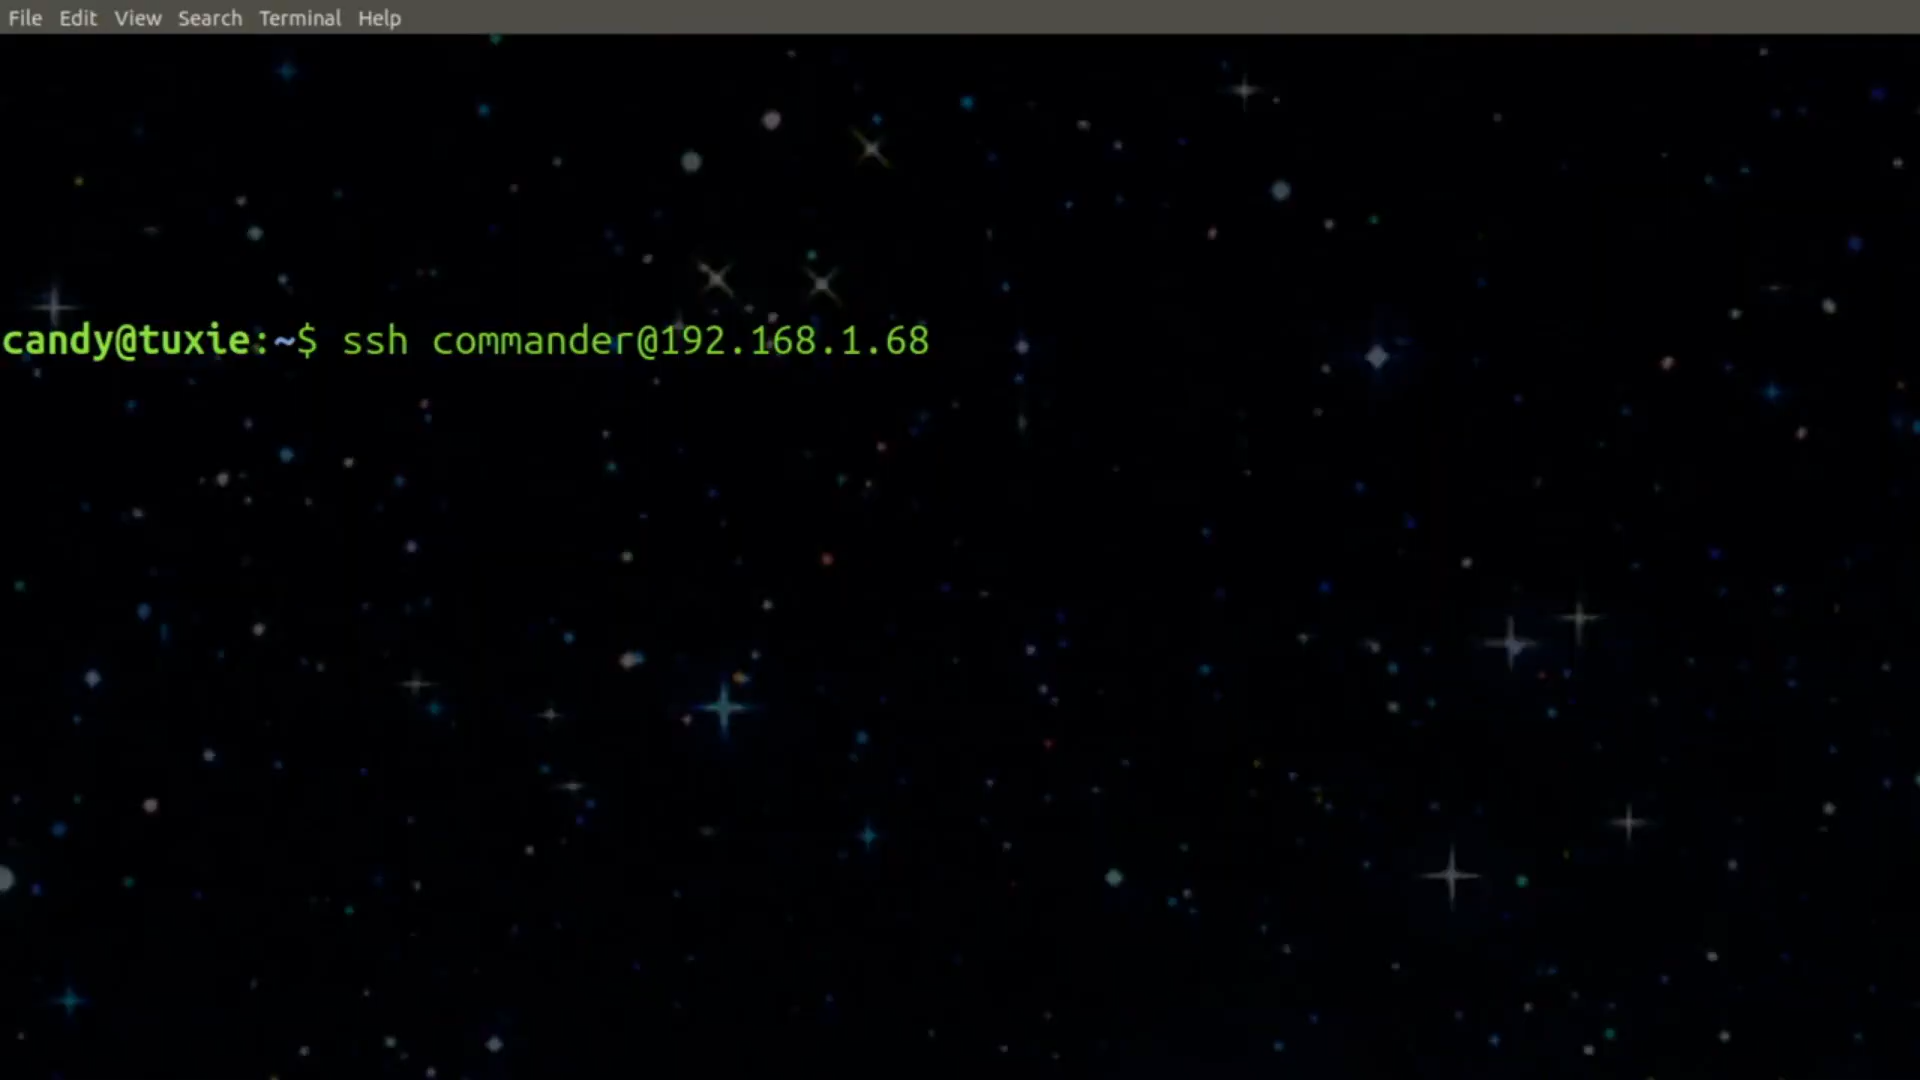 File Edit View Search Terminal Help
candy@tuxie:~$ ssh commander@192.168.1.68